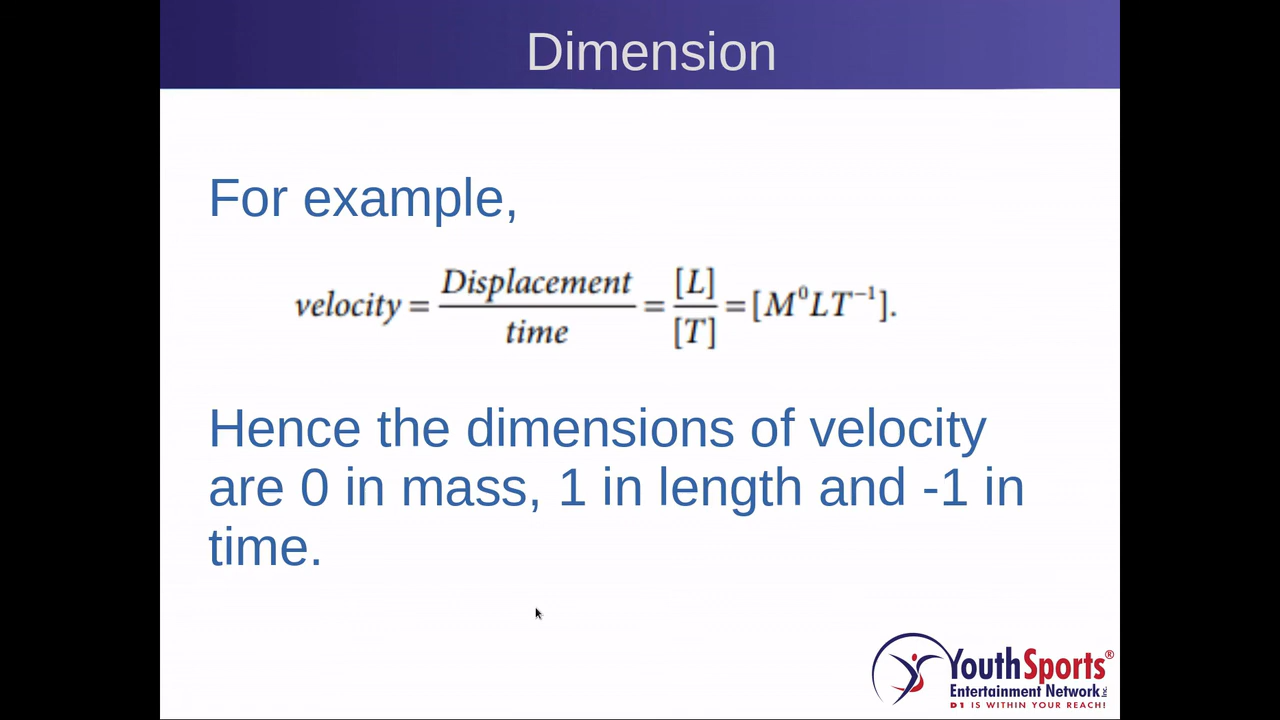 Dimension
For example,
velocity = Displacement / time = [L] / [T] = [M⁰LT⁻¹].
Hence the dimensions of velocity
are 0 in mass, 1 in length and -1 in
time.
YouthSports®
Entertainment Network Inc.
D1 IS WITHIN YOUR REACH!